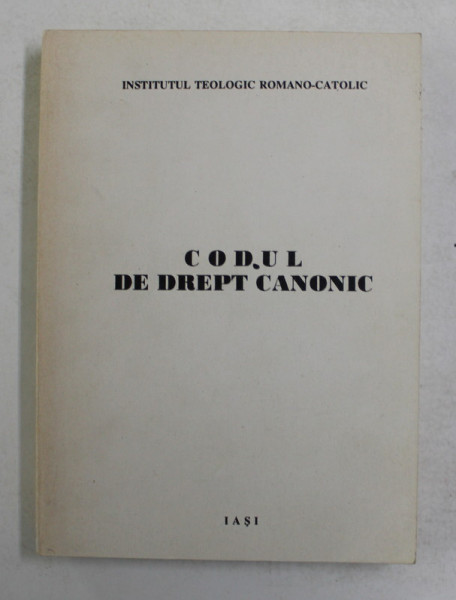 INSTITUTUL TEOLOGIC ROMANO-CATOLIC
CODUL
DE DREPT CANONIC
IAŞI